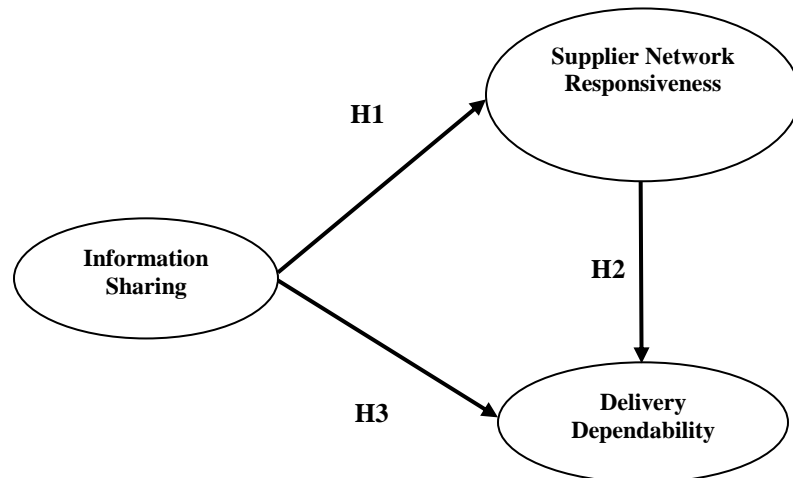 Supplier Network
Responsiveness
H1
Information
Sharing
H2
H3
Delivery
Dependability